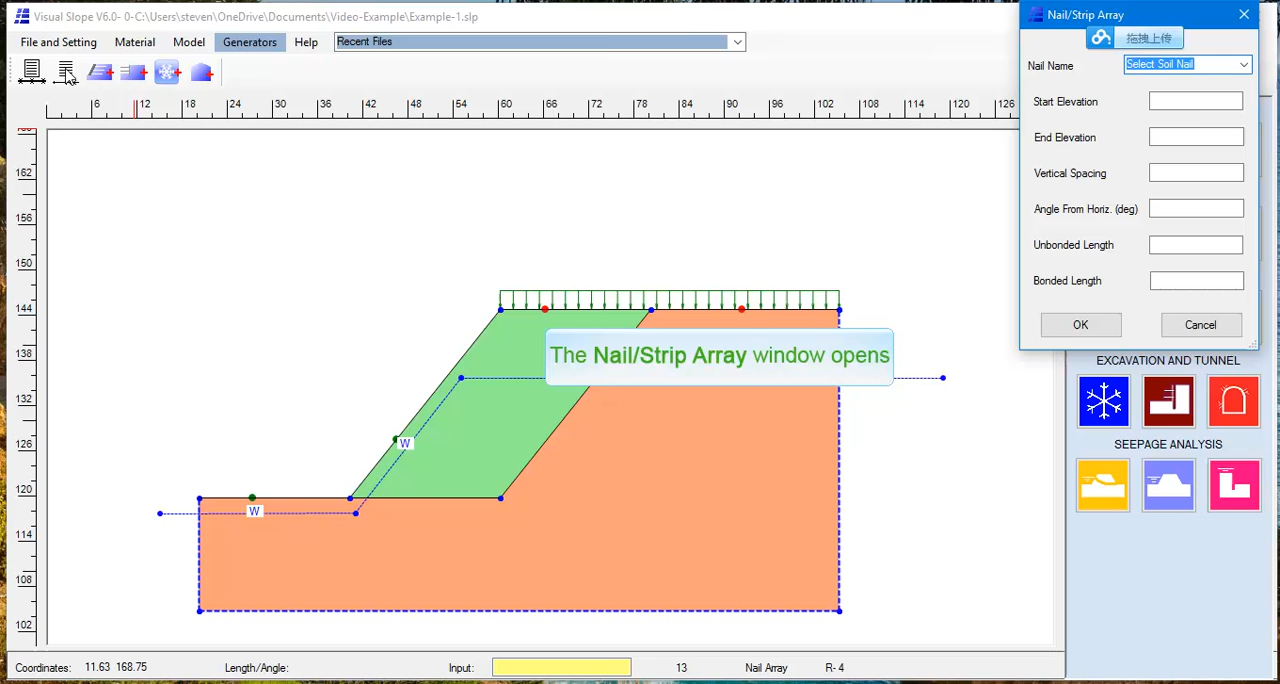 Visual Slope V6.0- 0-C:\Users\steven\OneDrive\Documents\Video-Example\Example-1.slp
File and Setting Material Model Generators Help Recent Files
6 12 18 24 30 36 42 48 54 60 66 72 78 84 90 96 102 108 114 120 126
162
156
150
144
138
132
126
120
114
108
102
The Nail/Strip Array window opens
W
W
Nail/Strip Array
拖拽上传
Nail Name Select Soil Nail
Start Elevation
End Elevation
Vertical Spacing
Angle From Horiz. (deg)
Unbonded Length
Bonded Length
OK Cancel
EXCAVATION AND TUNNEL
SEEPAGE ANALYSIS
Coordinates: 11.63 168.75 Length/Angle: Input: 13 Nail Array R- 4